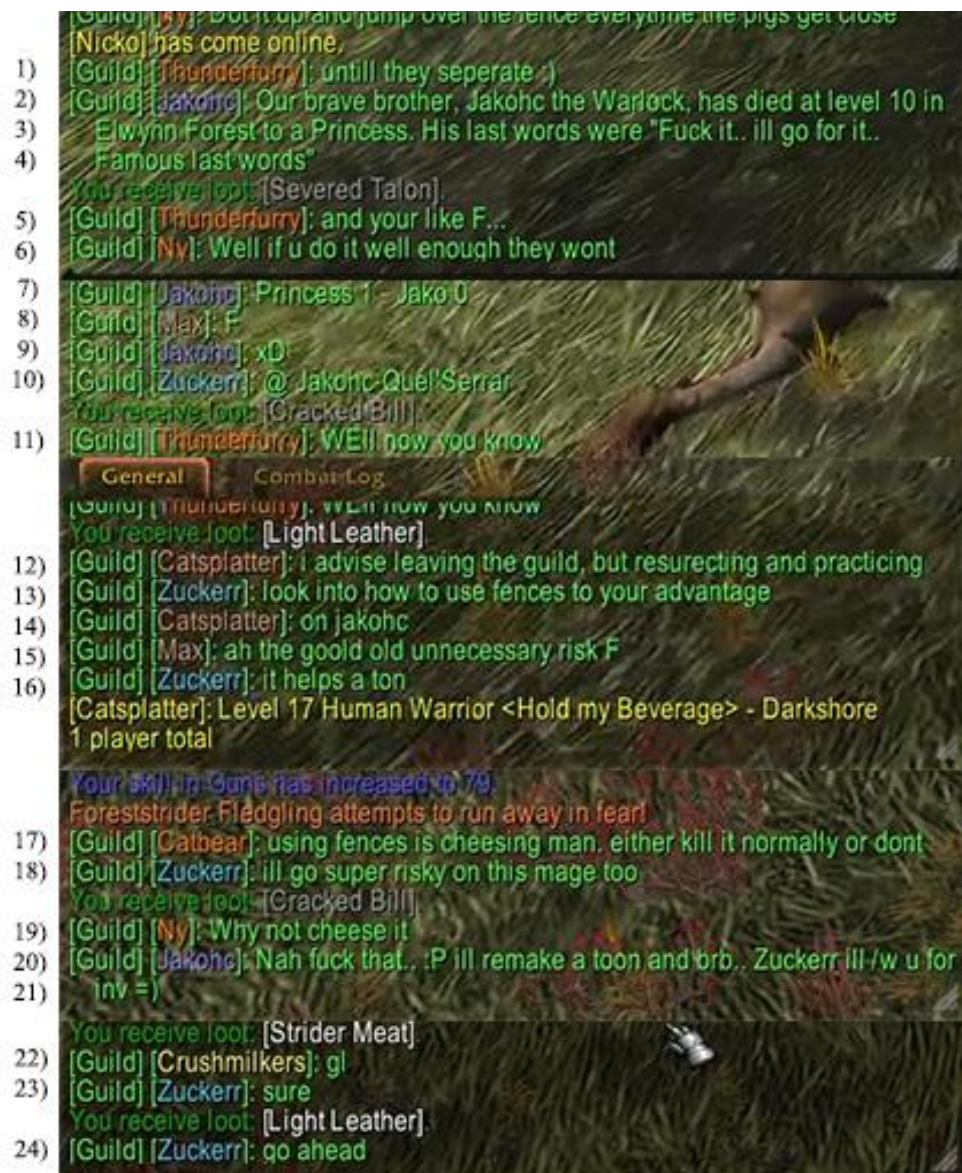 [Guild] [Ny]: Dot it up and jump over the fence everytime the pigs get close
[Nicko] has come online.
1) [Guild] [Thunderfurry]: untill they seperate :)
2) [Guild] [Jakohc]: Our brave brother, Jakohc the Warlock, has died at level 10 in
3) Elwynn Forest to a Princess. His last words were "Fuck it.. ill go for it..
4) Famous last words"
You receive loot: [Severed Talon].
5) [Guild] [Thunderfurry]: and your like F...
6) [Guild] [Ny]: Well if u do it well enough they wont
7) [Guild] [Jakohc]: Princess 1 - Jako 0
8) [Guild] [Max]: F
9) [Guild] [Jakohc]: xD
10) [Guild] [Zuckerr]: @ Jakohc-Quel'Serrar
You receive loot: [Cracked Bill].
11) [Guild] [Thunderfurry]: WEll now you know
General Combat Log
[Guild] [Thunderfurry]: WEll now you know
You receive loot: [Light Leather].
12) [Guild] [Catsplatter]: i advise leaving the guild, but resurecting and practicing
13) [Guild] [Zuckerr]: look into how to use fences to your advantage
14) [Guild] [Catsplatter]: on jakohc
15) [Guild] [Max]: ah the goold old unnecessary risk F
16) [Guild] [Zuckerr]: it helps a ton
[Catsplatter]: Level 17 Human Warrior <Hold my Beverage> - Darkshore
1 player total
Your skill in Guns has increased to 79.
Foreststrider Fledgling attempts to run away in fear!
17) [Guild] [Catbear]: using fences is cheesing man. either kill it normally or dont
18) [Guild] [Zuckerr]: ill go super risky on this mage too
You receive loot: [Cracked Bill].
19) [Guild] [Ny]: Why not cheese it
20) [Guild] [Jakohc]: Nah fuck that.. :P ill remake a toon and brb.. Zuckerr ill /w u for
21) inv =)
You receive loot: [Strider Meat].
22) [Guild] [Crushmilkers]: gl
23) [Guild] [Zuckerr]: sure
You receive loot: [Light Leather].
24) [Guild] [Zuckerr]: go ahead